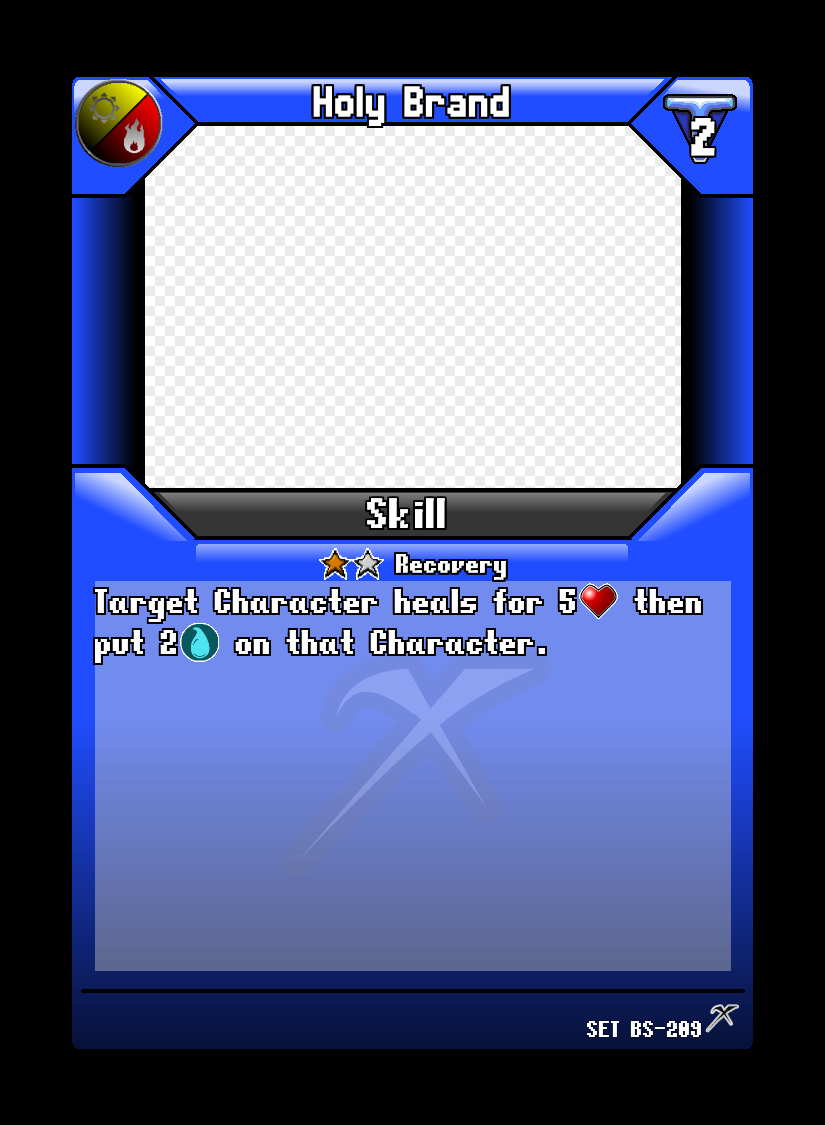 Holy Brand
2
Skill
Recovery
Target Character heals for 5 then
put 2 on that Character.
SET BS-209